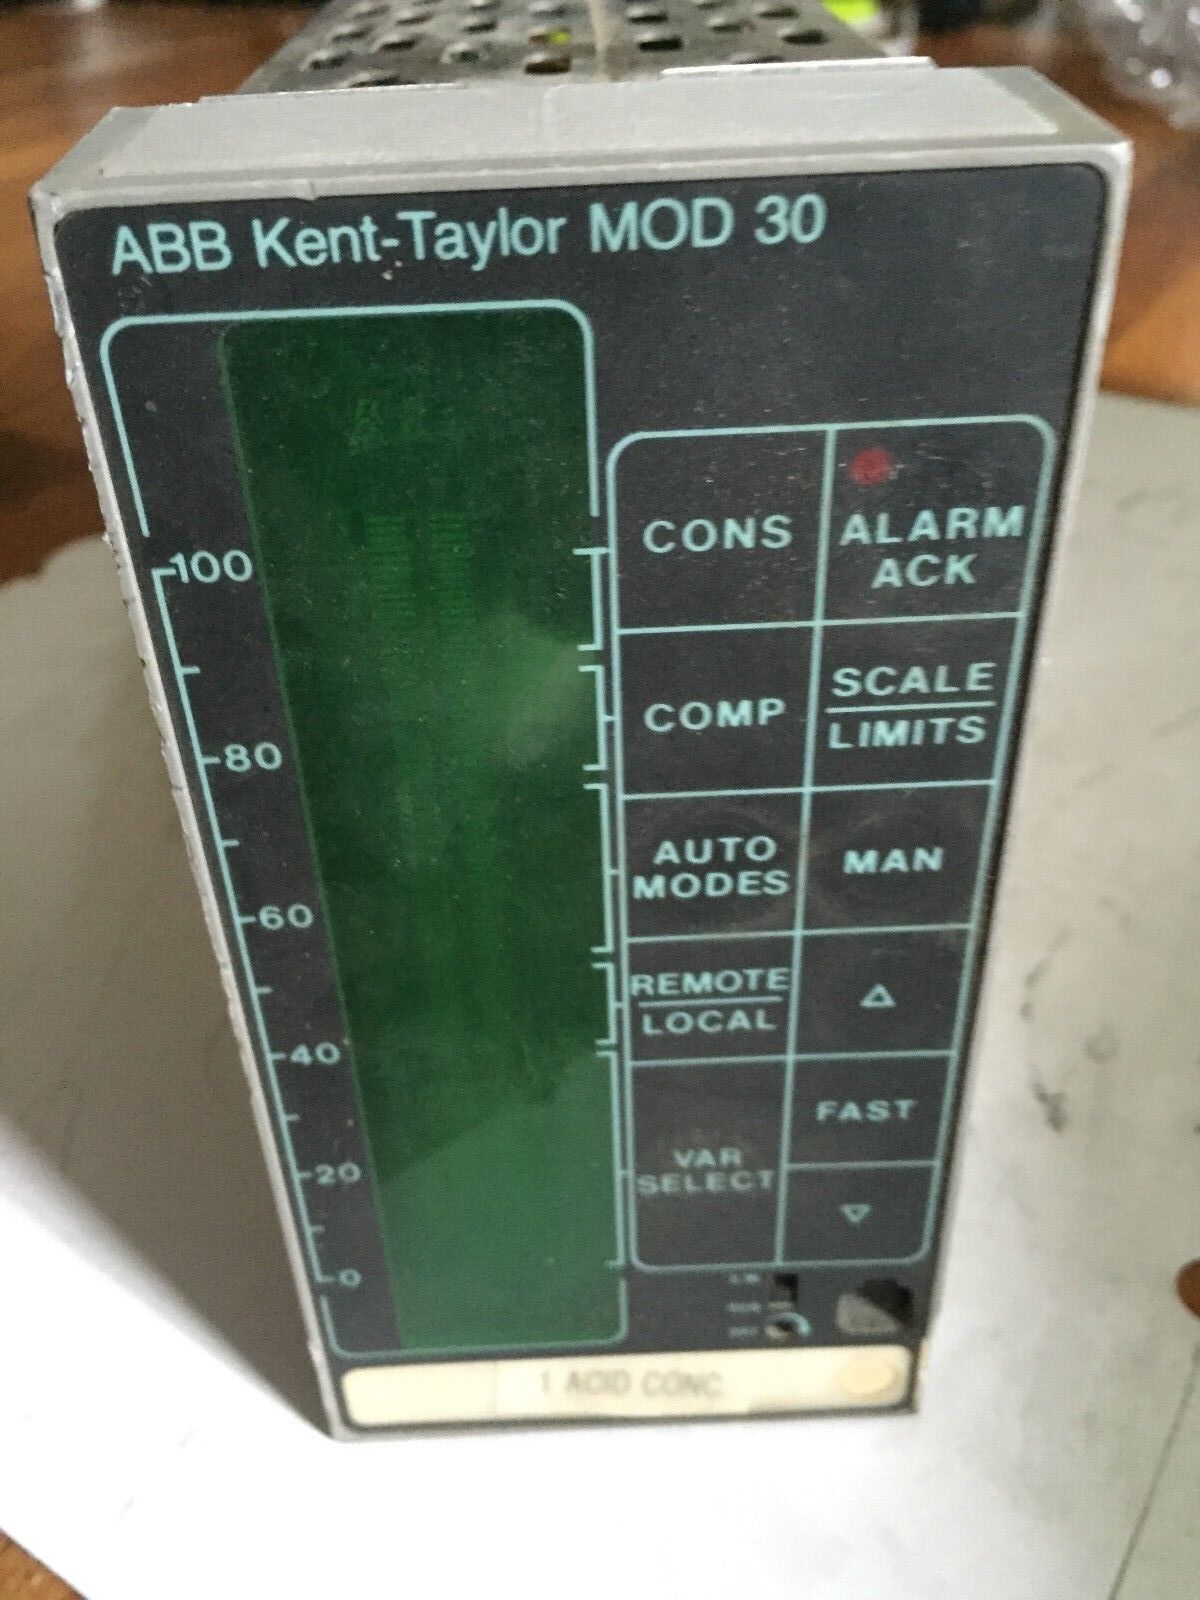 ABB Kent-Taylor MOD 30
100
80
60
40
20
0
CONS
ALARM
ACK
COMP
SCALE
LIMITS
AUTO
MODES
MAN
REMOTE
LOCAL
VAR
SELECT
FAST
1 ACID CONC